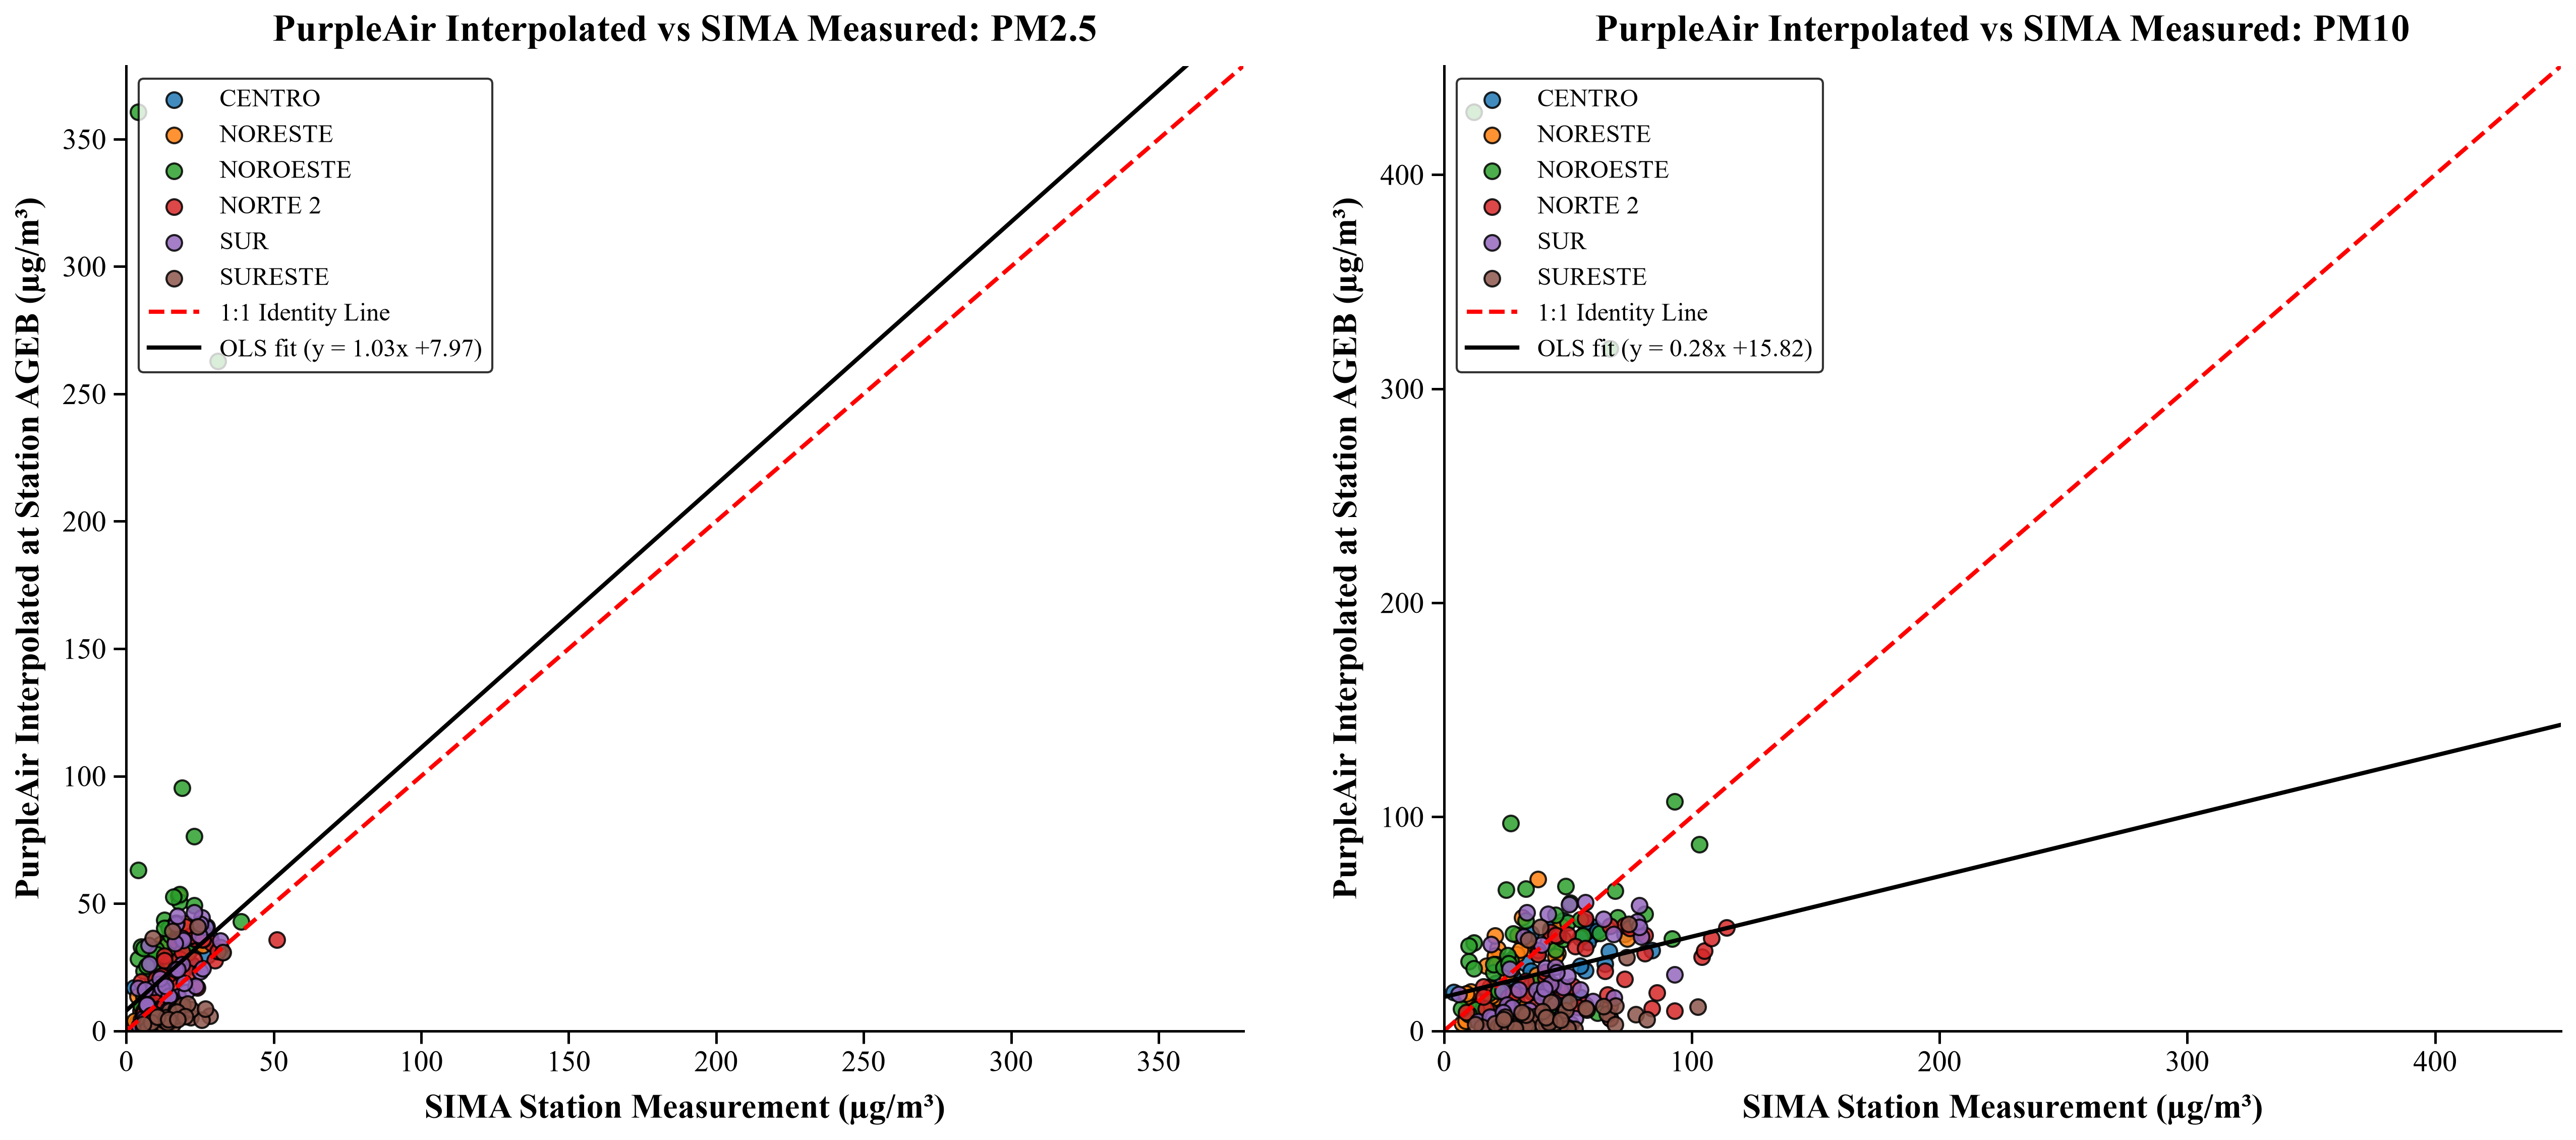 PurpleAir Interpolated vs SIMA Measured: PM2.5
PurpleAir Interpolated at Station AGEB (µg/m³)
350
300
250
200
150
100
50
0
CENTRO
NORESTE
NOROESTE
NORTE 2
SUR
SURESTE
1:1 Identity Line
OLS fit (y = 1.03x +7.97)
0 50 100 150 200 250 300 350
SIMA Station Measurement (µg/m³)
PurpleAir Interpolated vs SIMA Measured: PM10
PurpleAir Interpolated at Station AGEB (µg/m³)
400
300
200
100
0
CENTRO
NORESTE
NOROESTE
NORTE 2
SUR
SURESTE
1:1 Identity Line
OLS fit (y = 0.28x +15.82)
0 100 200 300 400
SIMA Station Measurement (µg/m³)